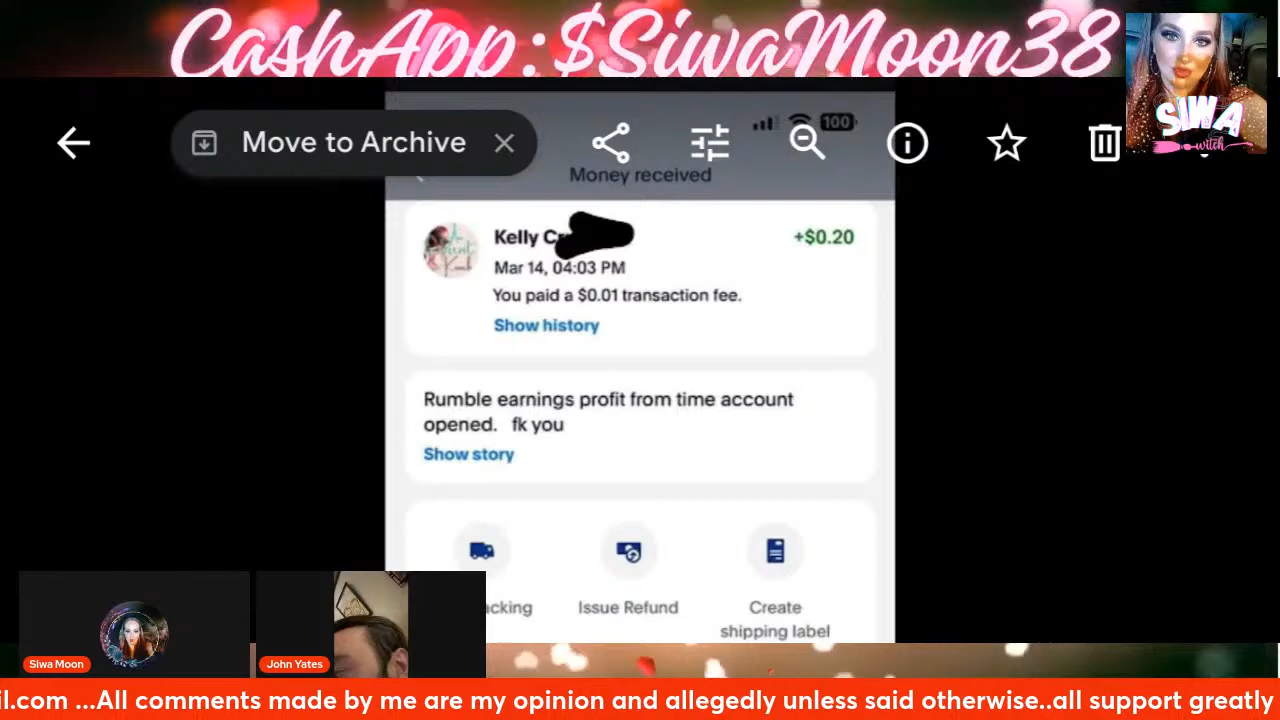 CashApp:$SiwaMoon38
SIWA
witch
Move to Archive
100
Money received
Kelly C
+$0.20
Mar 14, 04:03 PM
You paid a $0.01 transaction fee.
Show history
Rumble earnings profit from time account
opened. fk you
Show story
acking
Issue Refund
Create
shipping label
Siwa Moon
John Yates
il.com ...All comments made by me are my opinion and allegedly unless said otherwise..all support greatly